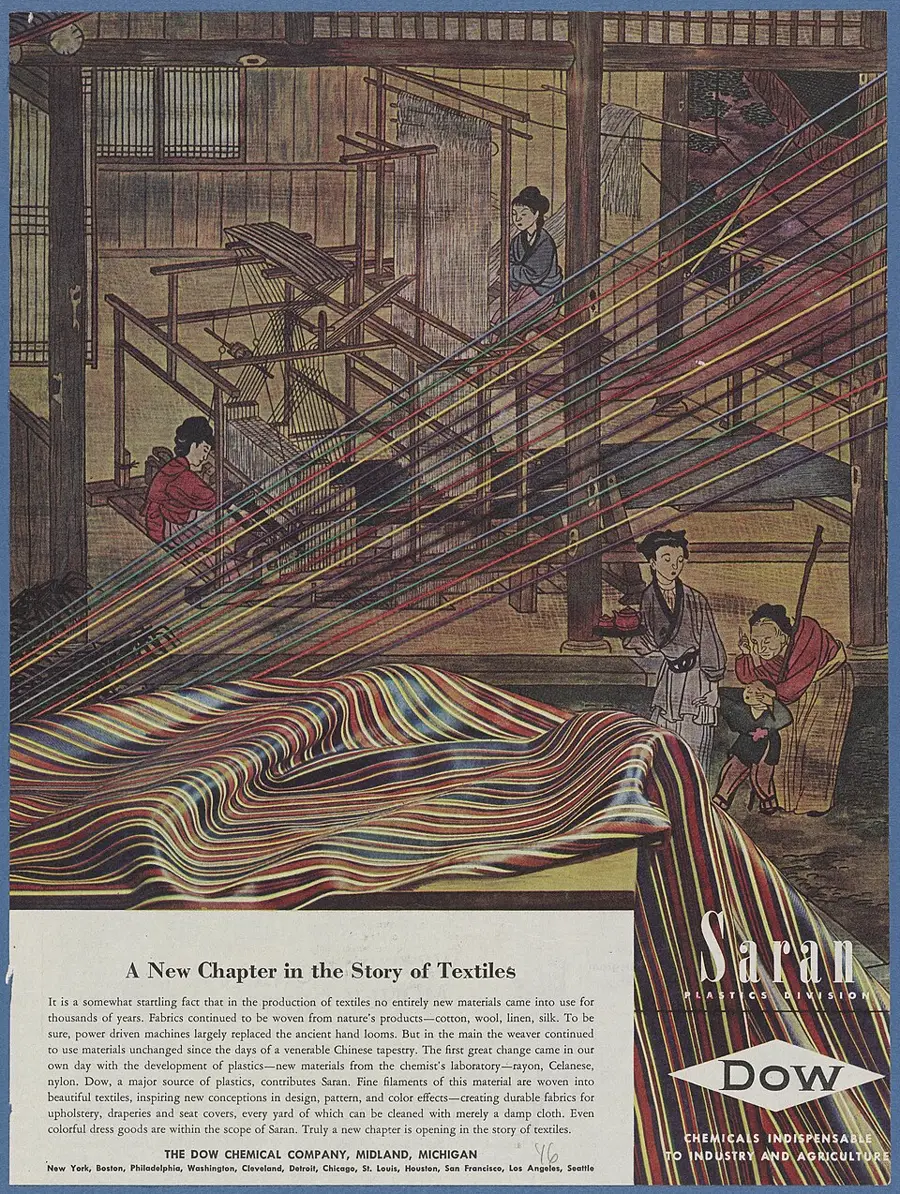 A New Chapter in the Story of Textiles
It is a somewhat startling fact that in the production of textiles no entirely new materials came into use for
thousands of years. Fabrics continued to be woven from nature's products—cotton, wool, linen, silk. To be
sure, power driven machines largely replaced the ancient hand looms. But in the main the weaver continued
to use materials unchanged since the days of a venerable Chinese tapestry. The first great change came in our
own day with the development of plastics—new materials from the chemist's laboratory—rayon, Celanese,
nylon. Dow, a major source of plastics, contributes Saran. Fine filaments of this material are woven into
beautiful textiles, inspiring new conceptions in design, pattern, and color effects—creating durable fabrics for
upholstery, draperies and seat covers, every yard of which can be cleaned with merely a damp cloth. Even
colorful dress goods are within the scope of Saran. Truly a new chapter is opening in the story of textiles.
THE DOW CHEMICAL COMPANY, MIDLAND, MICHIGAN
New York, Boston, Philadelphia, Washington, Cleveland, Detroit, Chicago, St. Louis, Houston, San Francisco, Los Angeles, Seattle
'46
Saran
PLASTICS DIVISION
DOW
CHEMICALS INDISPENSABLE
TO INDUSTRY AND AGRICULTURE